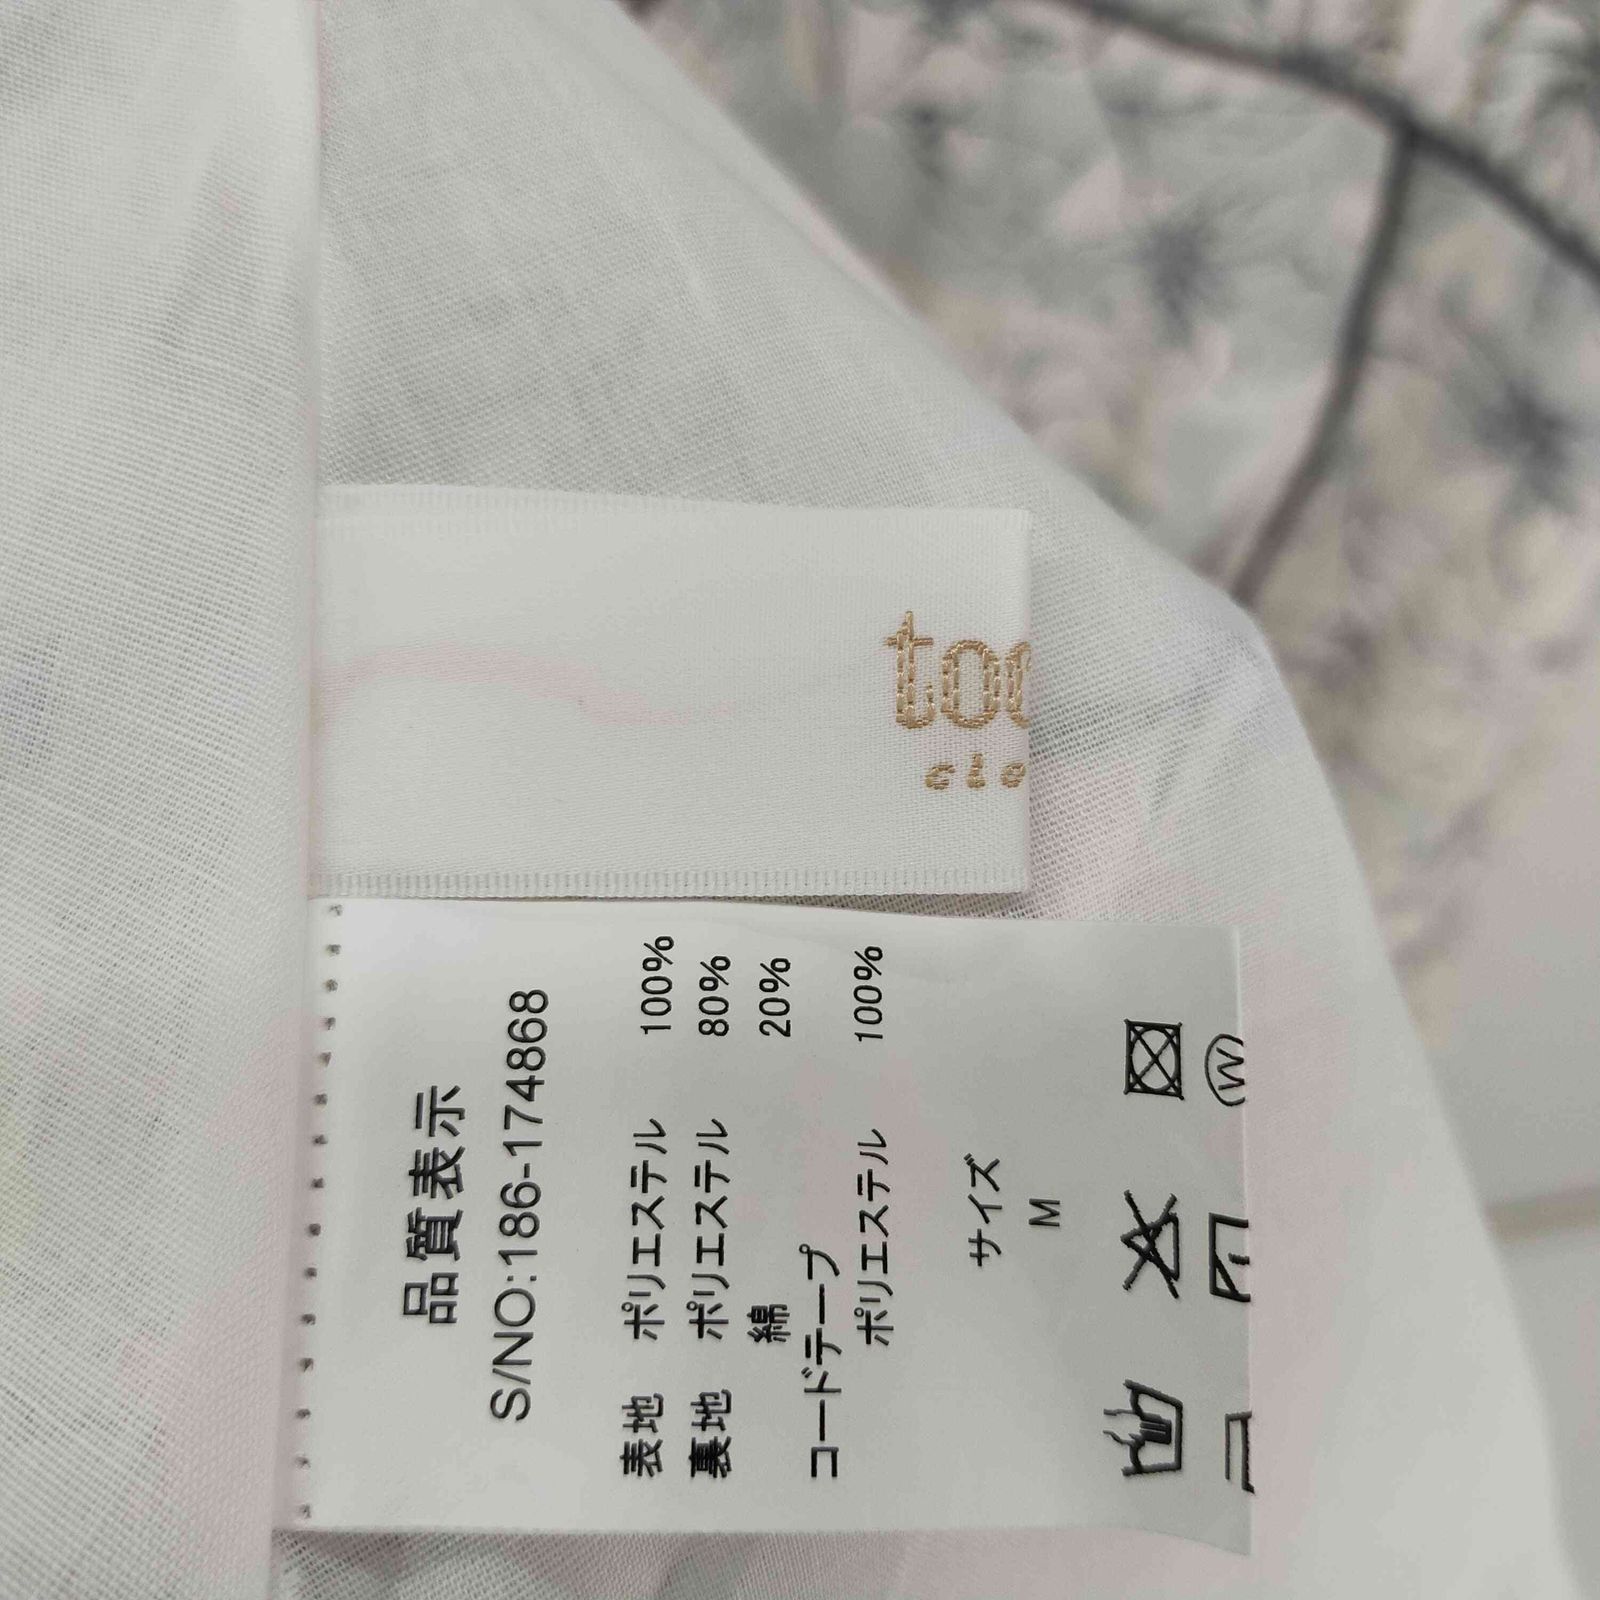 too
clo
品質表示
S/NO:186-174868
表地 ポリエステル 100%
裏地 ポリエステル 80%
綿 20%
コードテープ
ポリエステル 100%
サイズ
M
W